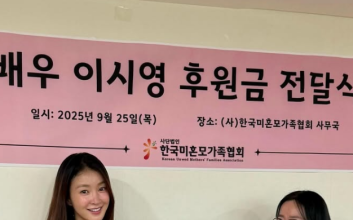 배우 이시영 후원금 전달식
일시: 2025년 9월 25일(목) 장소: (사)한국미혼모가족협회 사무국
사단법인
한국미혼모가족협회
Korean Unwed Mothers' Families Association